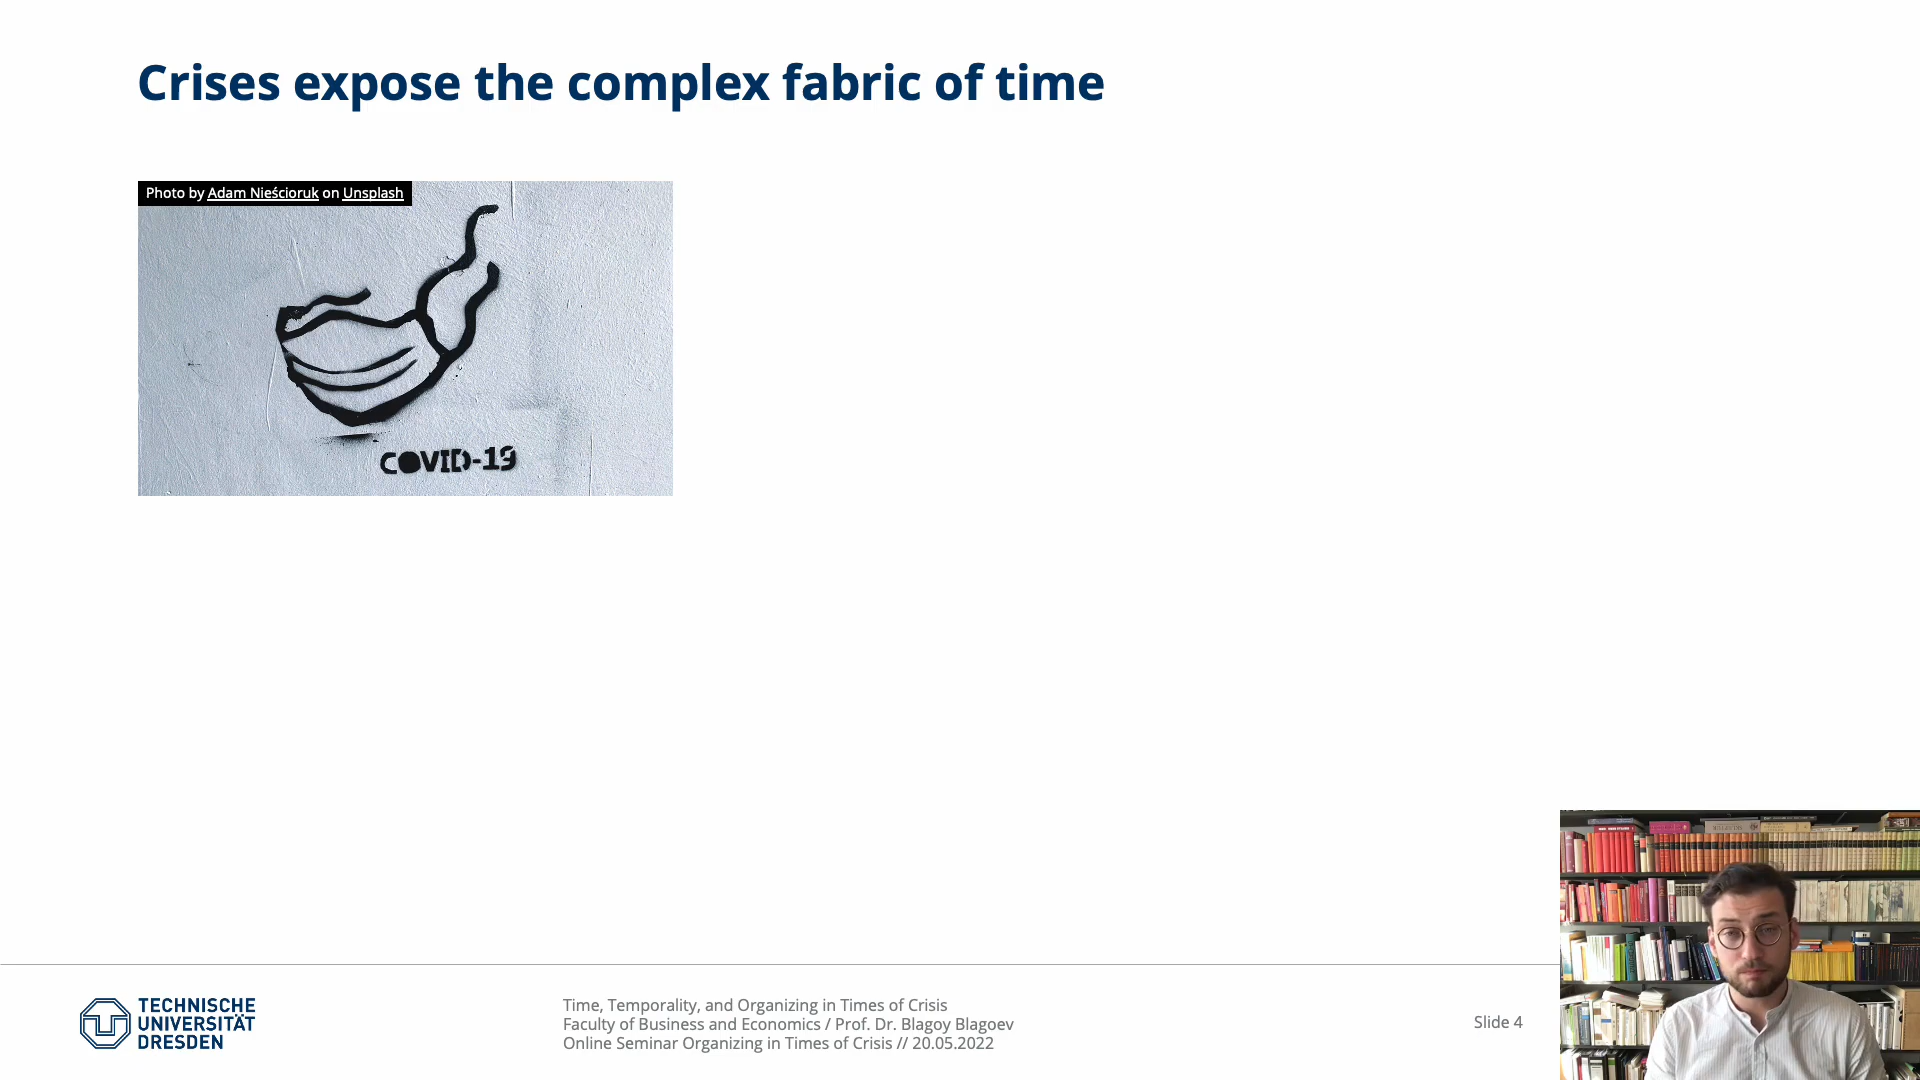 Crises expose the complex fabric of time
Photo by Adam Nieścioruk on Unsplash
COVID-19
TECHNISCHE
UNIVERSITÄT
DRESDEN
Time, Temporality, and Organizing in Times of Crisis
Faculty of Business and Economics / Prof. Dr. Blagoy Blagoev
Online Seminar Organizing in Times of Crisis // 20.05.2022
Slide 4